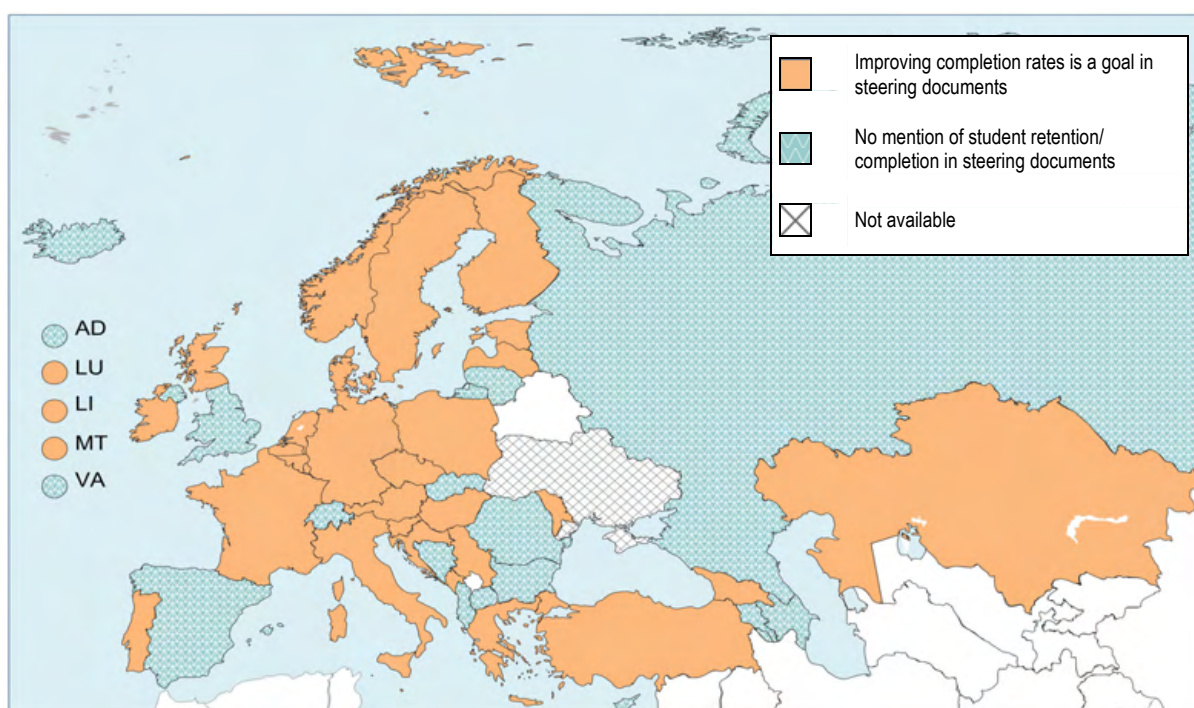 Improving completion rates is a goal in
steering documents
No mention of student retention/
completion in steering documents
Not available
AD
LU
LI
MT
VA